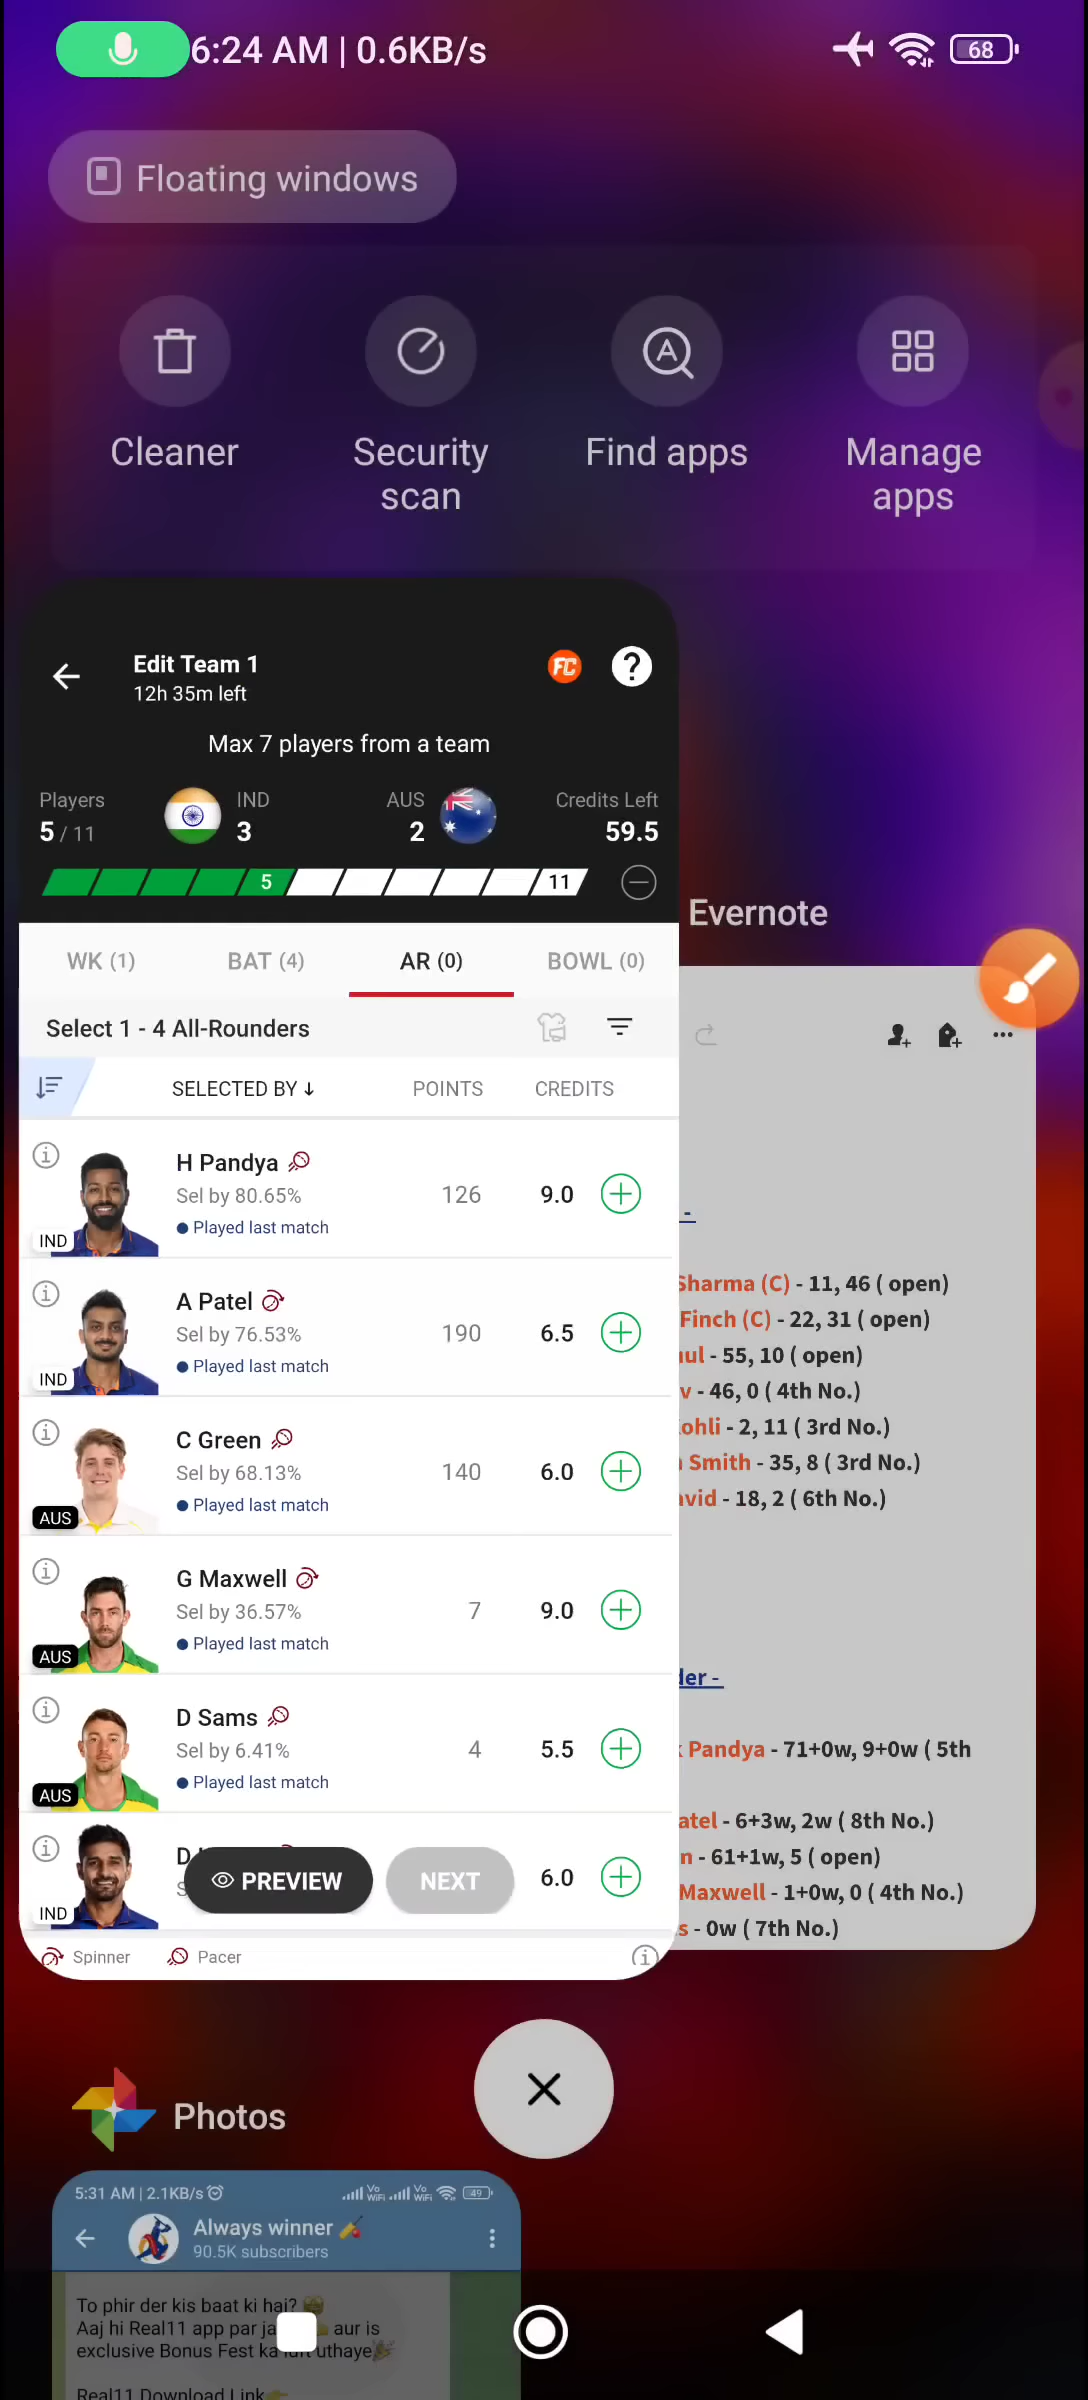 6:24 AM | 0.6KB/s
68
Floating windows
Cleaner
Security scan
Find apps
Manage apps
Edit Team 1
12h 35m left
FC
?
Max 7 players from a team
Players
5 / 11
IND
3
AUS
2
Credits Left
59.5
5
11
WK (1)
BAT (4)
AR (0)
BOWL (0)
Select 1 - 4 All-Rounders
SELECTED BY ↓
POINTS
CREDITS
H Pandya
Sel by 80.65%
Played last match
IND
126
9.0
A Patel
Sel by 76.53%
Played last match
IND
190
6.5
C Green
Sel by 68.13%
Played last match
AUS
140
6.0
G Maxwell
Sel by 36.57%
Played last match
AUS
7
9.0
D Sams
Sel by 6.41%
Played last match
AUS
4
5.5
D
S
IND
6.0
PREVIEW
NEXT
Spinner
Pacer
Evernote
-
Sharma (C) - 11, 46 ( open)
Finch (C) - 22, 31 ( open)
ul - 55, 10 ( open)
v - 46, 0 ( 4th No.)
ohli - 2, 11 ( 3rd No.)
Smith - 35, 8 ( 3rd No.)
avid - 18, 2 ( 6th No.)
der -
Pandya - 71+0w, 9+0w ( 5th
atel - 6+3w, 2w ( 8th No.)
n - 61+1w, 5 ( open)
Maxwell - 1+0w, 0 ( 4th No.)
s - 0w ( 7th No.)
Photos
5:31 AM | 2.1KB/s
Vo WiFi
Vo WiFi
49
Always winner
90.5K subscribers
To phir der kis baat ki hai?
Aaj hi Real11 app par ja aur is
exclusive Bonus Fest ka uthaye
Real11 Download Link